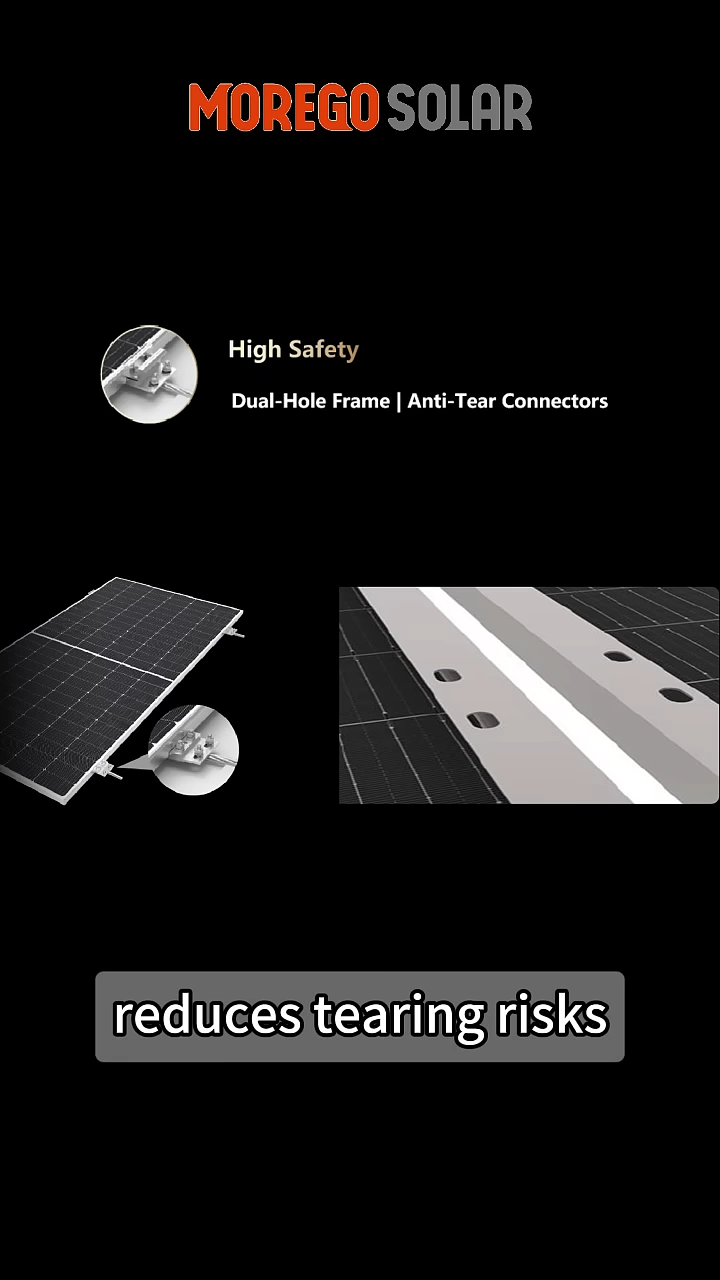 MOREGO SOLAR
High Safety
Dual-Hole Frame | Anti-Tear Connectors
reduces tearing risks